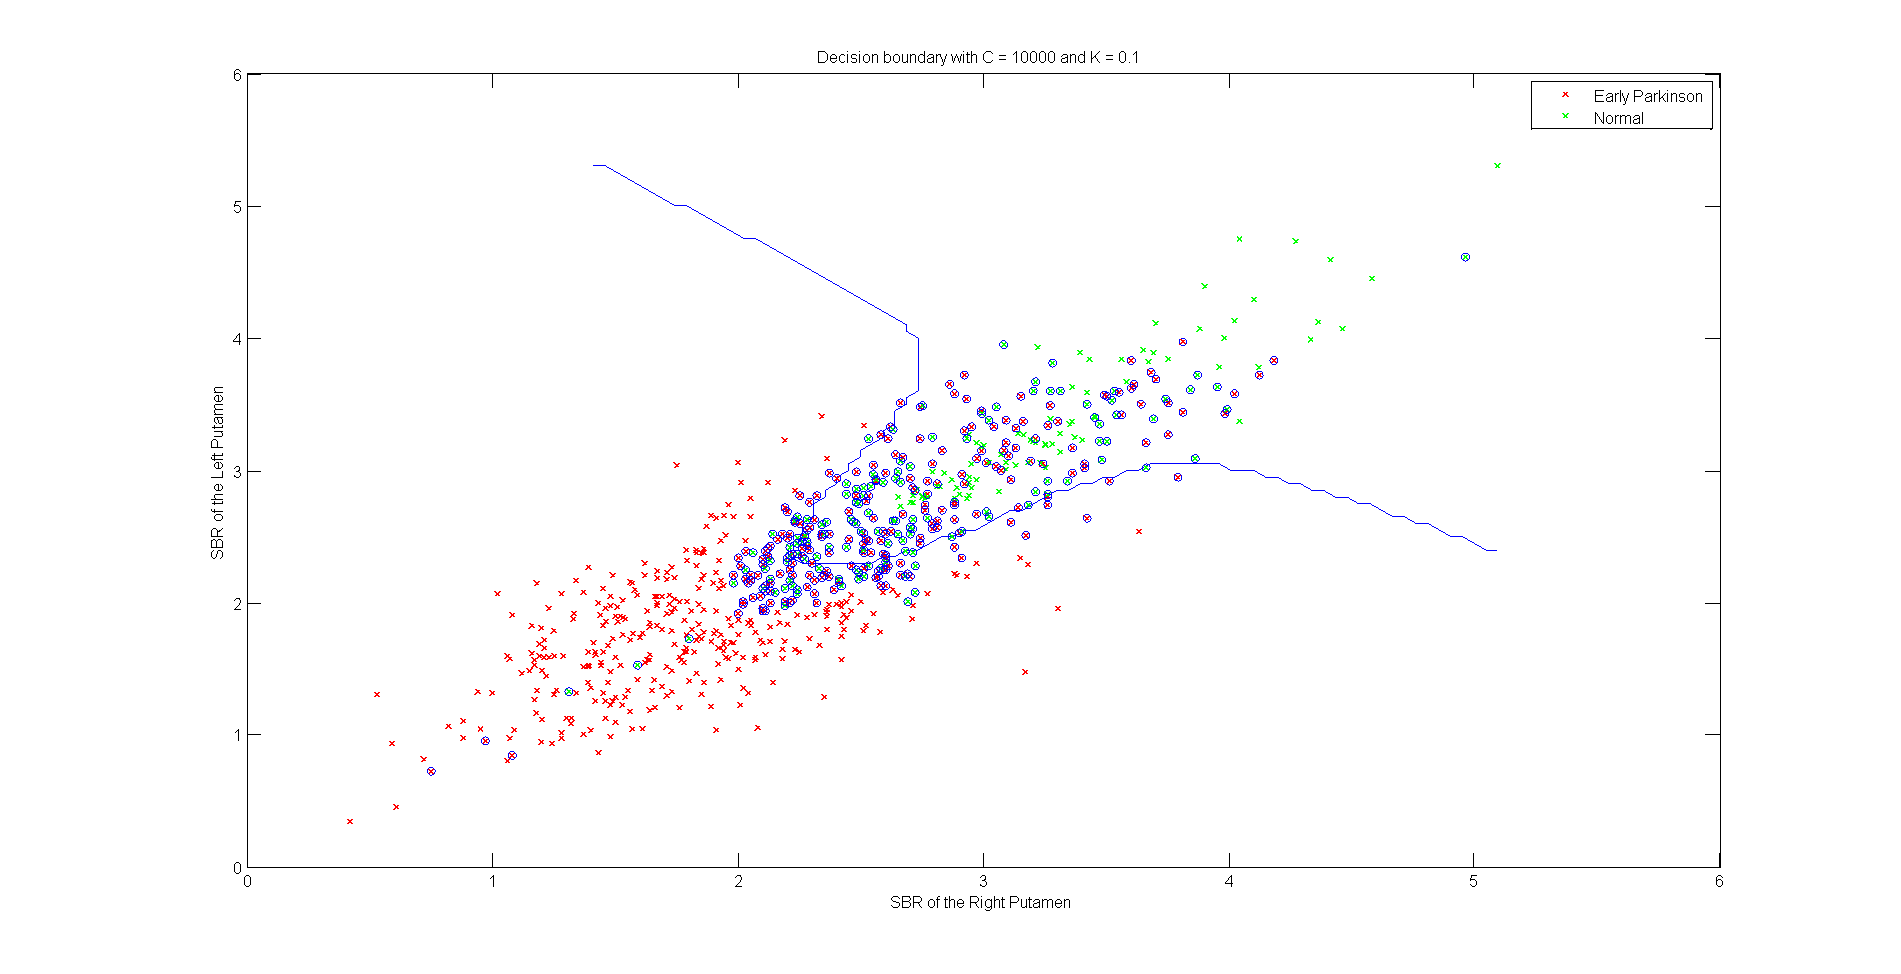 Decision boundary with C = 10000 and K = 0.1
Early Parkinson
Normal
6
5
4
3
2
1
0
SBR of the Left Putamen
0 1 2 3 4 5 6
SBR of the Right Putamen